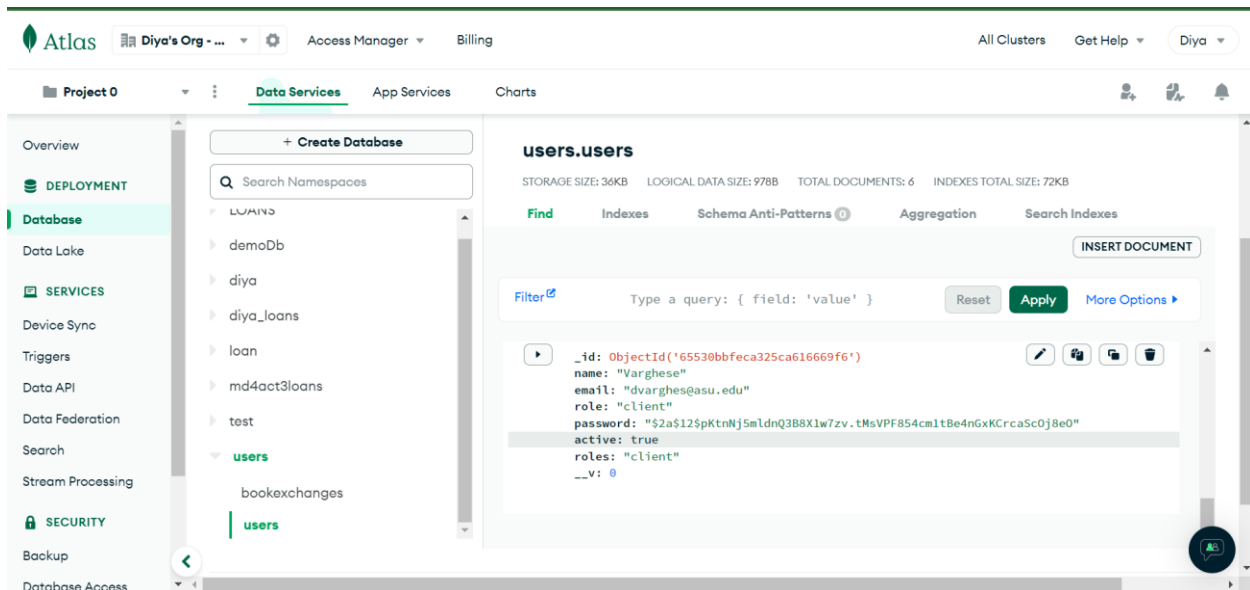 Atlas Diya's Org - ... Access Manager Billing All Clusters Get Help Diya
Project 0 Data Services App Services Charts
Overview
DEPLOYMENT
Database
Data Lake
SERVICES
Device Sync
Triggers
Data API
Data Federation
Search
Stream Processing
SECURITY
Backup
Database Access
+ Create Database
Search Namespaces
LOANS
demoDb
diya
diya_loans
loan
md4act3loans
test
users
bookexchanges
users
users.users
STORAGE SIZE: 36KB LOGICAL DATA SIZE: 978B TOTAL DOCUMENTS: 6 INDEXES TOTAL SIZE: 72KB
Find Indexes Schema Anti-Patterns 0 Aggregation Search Indexes
INSERT DOCUMENT
Filter Type a query: { field: 'value' } Reset Apply More Options
_id: ObjectId('65530bbfeca325ca616669f6')
name: "Varghese"
email: "dvarghes@asu.edu"
role: "client"
password: "$2a$12$pKtnNj5mldnQ3B8X1w7zv.tMsVPF854cm1tBe4nGxKCrcaScOj8eO"
active: true
roles: "client"
__v: 0